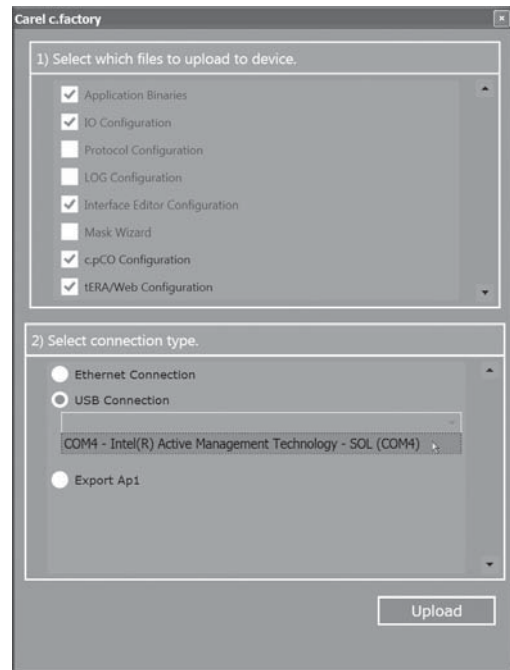 Carel c.factory
1) Select which files to upload to device.
Application Binaries
IO Configuration
Protocol Configuration
LOG Configuration
Interface Editor Configuration
Mask Wizard
c.pCO Configuration
tERA/Web Configuration
2) Select connection type.
Ethernet Connection
USB Connection
COM4 - Intel(R) Active Management Technology - SOL (COM4)
Export Ap1
Upload